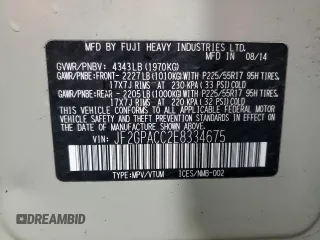 MFD BY FUJI HEAVY INDUSTRIES LTD.
GVWR/PNBV: 4343LB (1970KG) 08/14
GAWR/PNBE:FRONT- 2227LB (1010KG) WITH P225/55R17 95H TIRES,
17X7J RIMS AT 230 KPA (33 PSI) COLD
GAWR/PNBE:REAR - 2205LB (1000KG) WITH P225/55R17 95H TIRES,
17X7J RIMS AT 220 KPA (32 PSI) COLD
THIS VEHICLE CONFORMS TO ALL APPLICABLE FEDERAL MOTOR
VEHICLE SAFETY, BUMPER, AND THEFT PREVENTION STANDARDS
IN EFFECT ON THE DATE OF MANUFACTURE SHOWN ABOVE.
VIN: JF2GPACC2E8334675
TYPE:MPV/VTUM ICES/NMB-002
DREAMBID